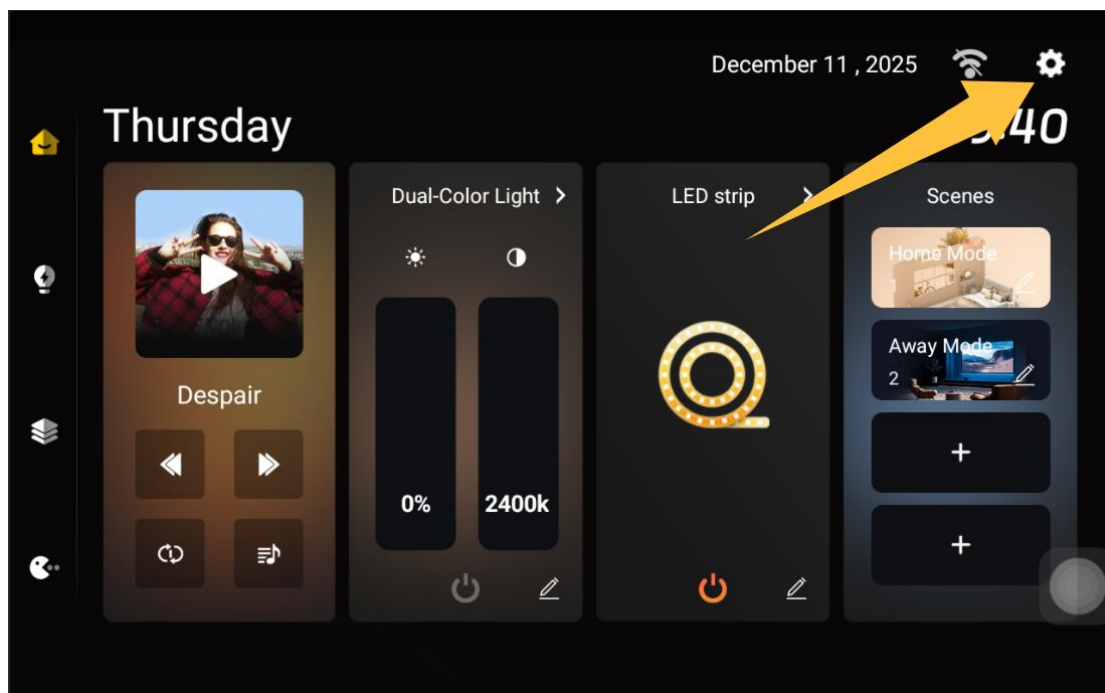 December 11 , 2025
Thursday
:40
Dual-Color Light
LED strip
Scenes
Home Mode
1
Away Mode
2
Despair
0%
2400k